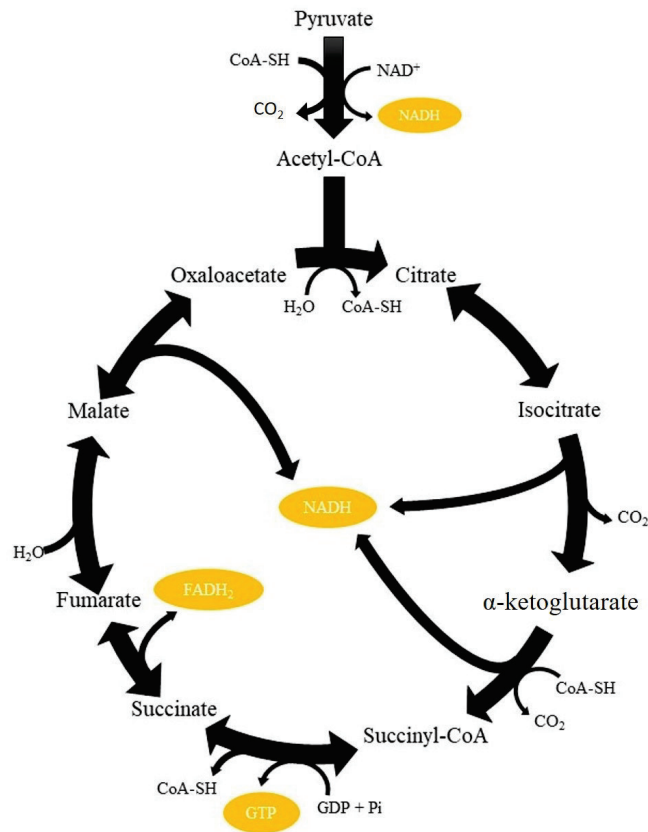 Pyruvate
CoA-SH
NAD⁺
CO₂
NADH
Acetyl-CoA
Oxaloacetate
Citrate
H₂O
CoA-SH
Malate
Isocitrate
NADH
CO₂
H₂O
Fumarate
FADH₂
α-ketoglutarate
CoA-SH
CO₂
Succinate
Succinyl-CoA
CoA-SH
GTP
GDP + Pi